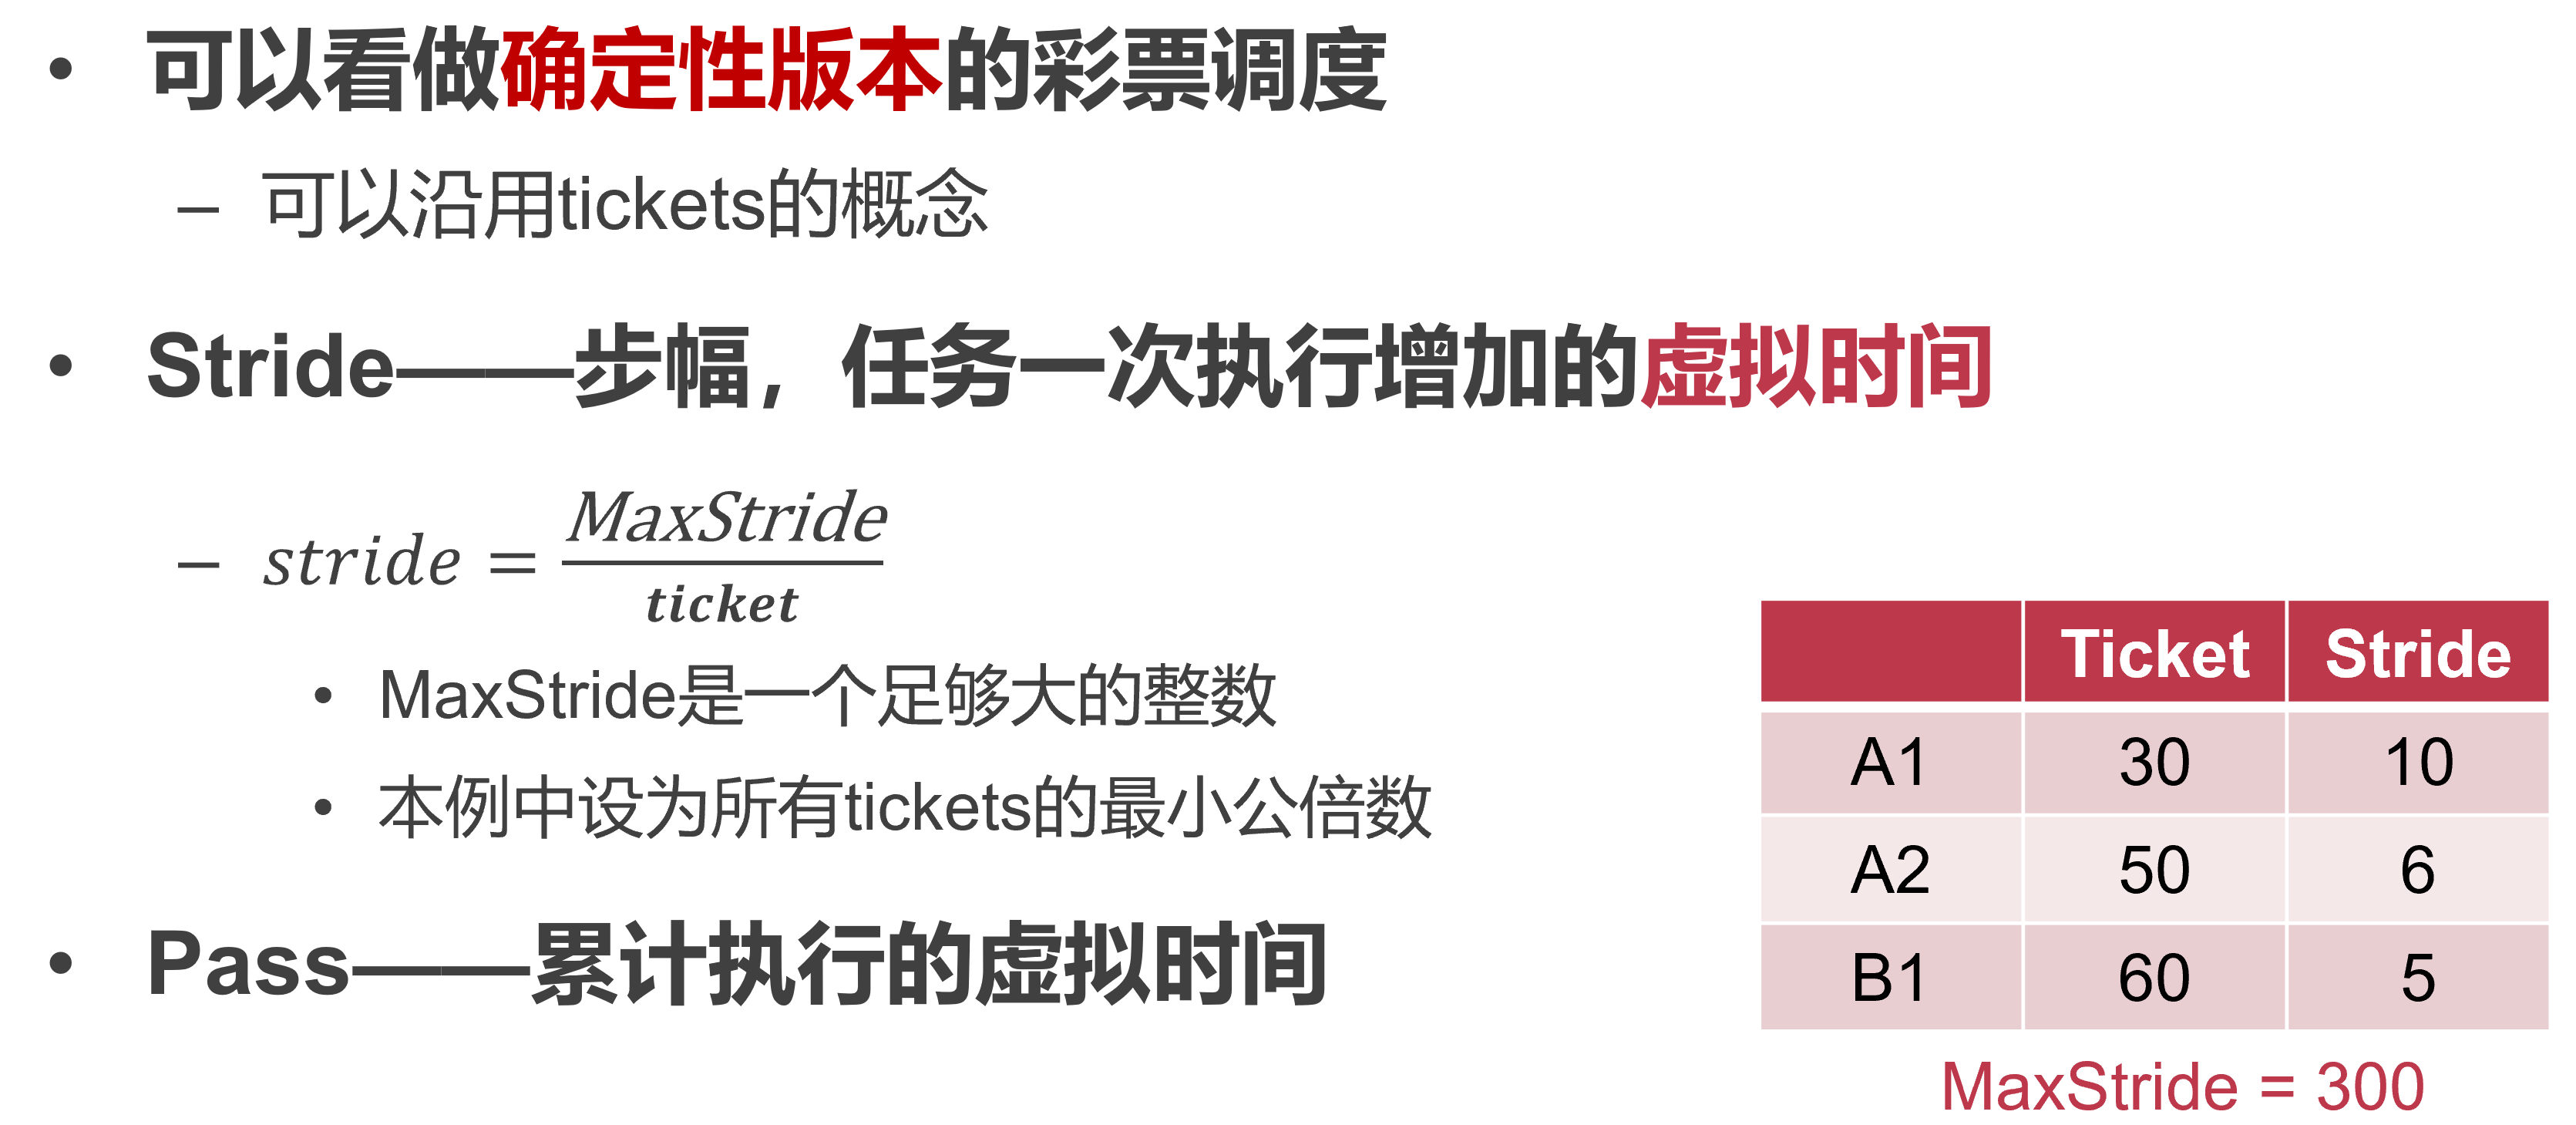 • 可以看做确定性版本的彩票调度
– 可以沿用tickets的概念
• Stride——步幅，任务一次执行增加的虚拟时间
– stride = MaxStride / ticket
• MaxStride是一个足够大的整数
• 本例中设为所有tickets的最小公倍数
• Pass——累计执行的虚拟时间
Ticket Stride
A1 30 10
A2 50 6
B1 60 5
MaxStride = 300